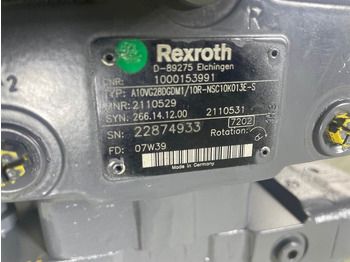 Rexroth
D-89275 Elchingen
CNR: 1000153991
TYP: A10VG28DGDM1/10R-NSC10K013E-S
MNR: 2110529
SYN. 266.14.12.00 2110531
SN: 22874933 7202 Rotation:
FD: 07W39
Made in Germany